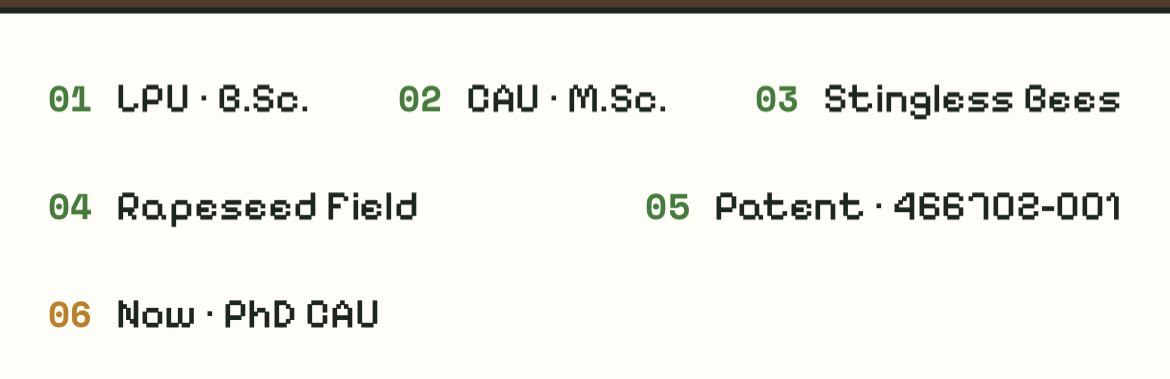 01 LPU · B.Sc. 02 CAU · M.Sc. 03 Stingless Bees
04 Rapeseed Field 05 Patent · 466702-001
06 Now · PhD CAU